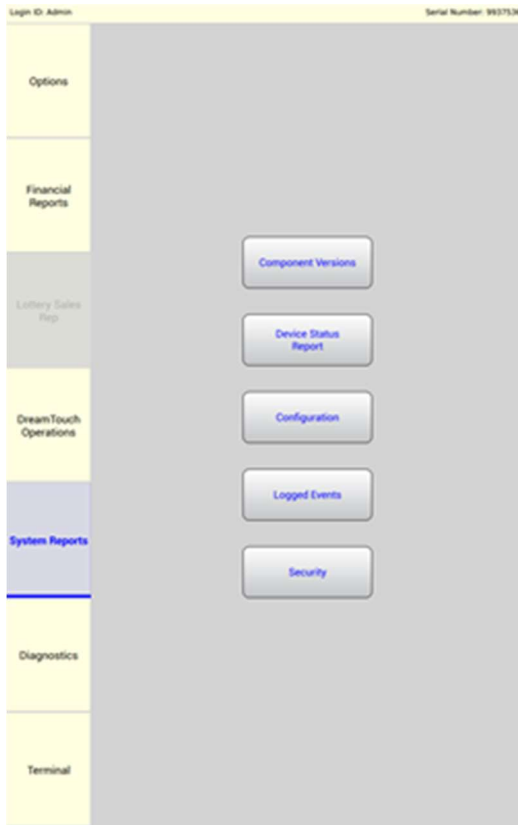 Login ID: Admin
Serial Number: 993753
Options
Financial
Reports
Lottery Sales
Rep
DreamTouch
Operations
System Reports
Diagnostics
Terminal
Component Versions
Device Status
Report
Configuration
Logged Events
Security